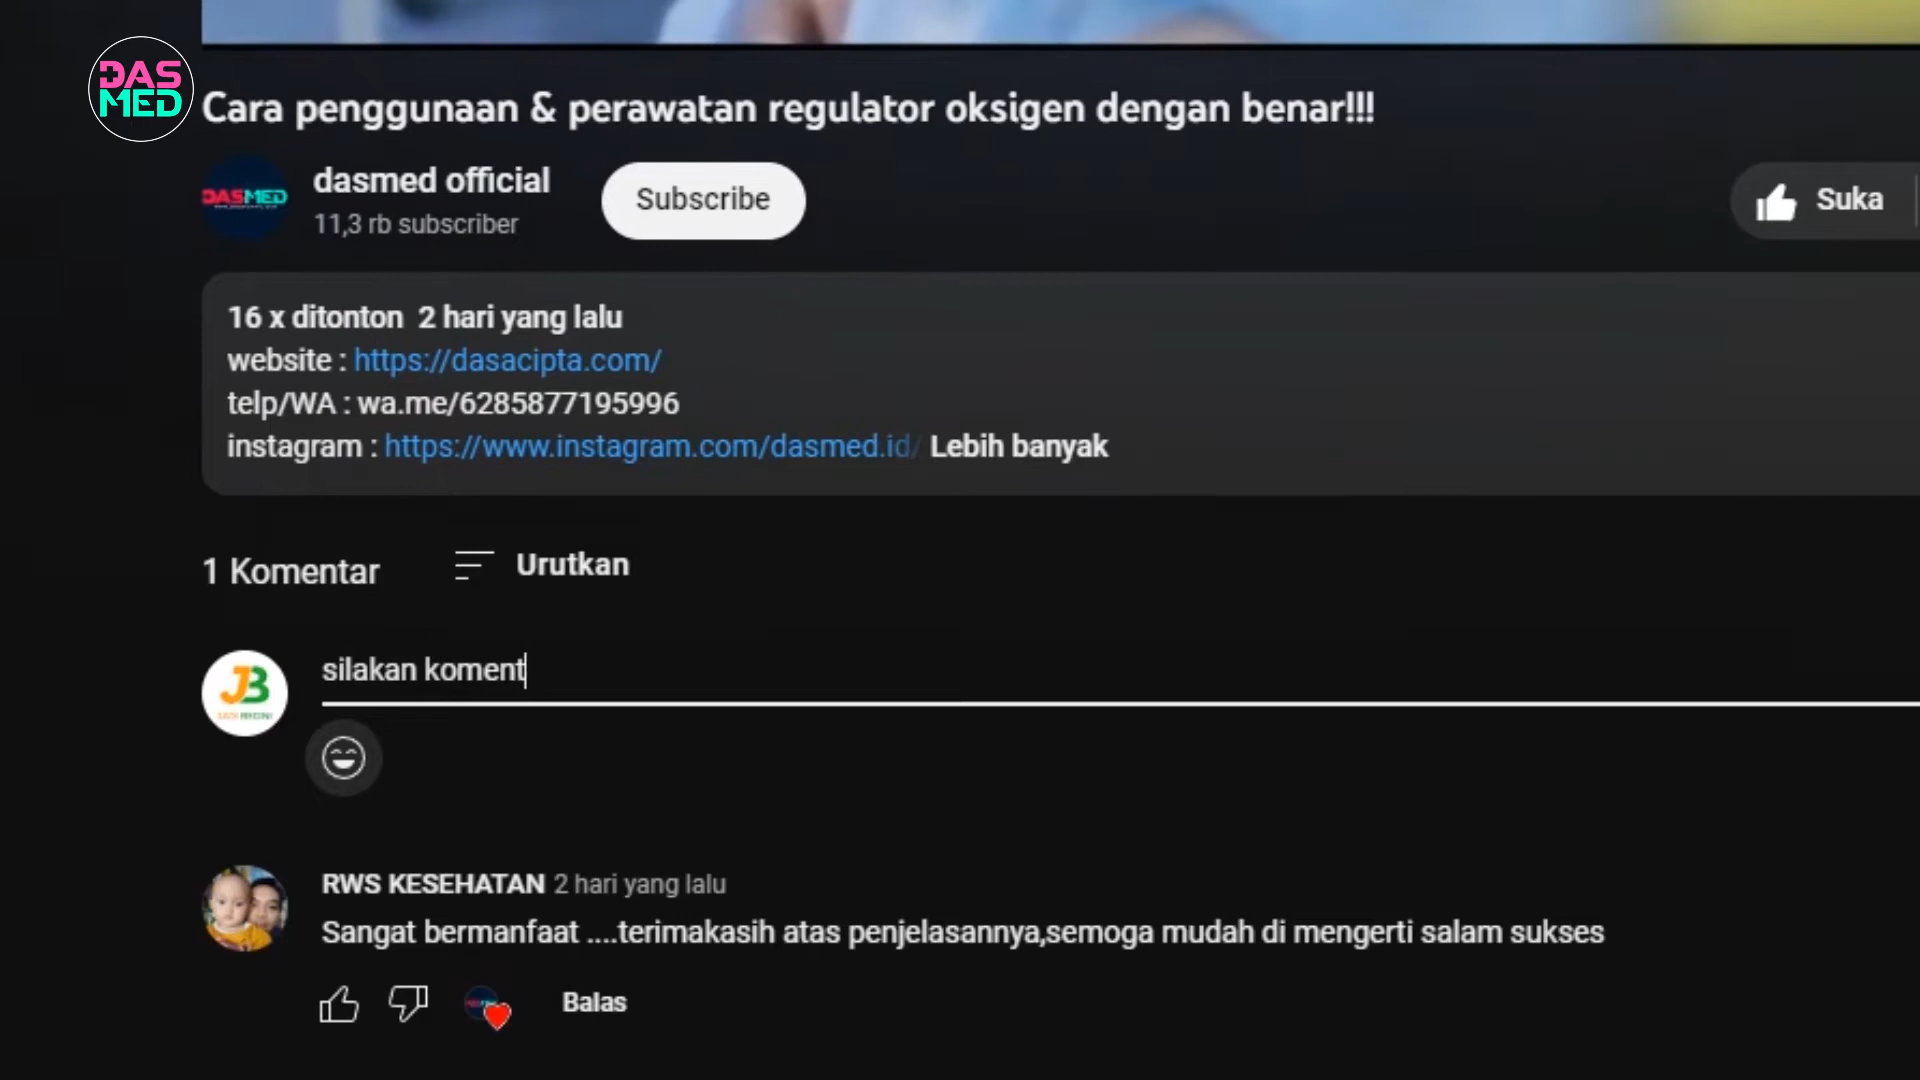 DAS
MED
Cara penggunaan & perawatan regulator oksigen dengan benar!!!
DASMED
dasmed official
11,3 rb subscriber
Subscribe
Suka
16 x ditonton 2 hari yang lalu
website : https://dasacipta.com/
telp/WA : wa.me/6285877195996
instagram : https://www.instagram.com/dasmed.id/ Lebih banyak
1 Komentar
Urutkan
JB
silakan koment
RWS KESEHATAN 2 hari yang lalu
Sangat bermanfaat ....terimakasih atas penjelasannya,semoga mudah di mengerti salam sukses
Balas